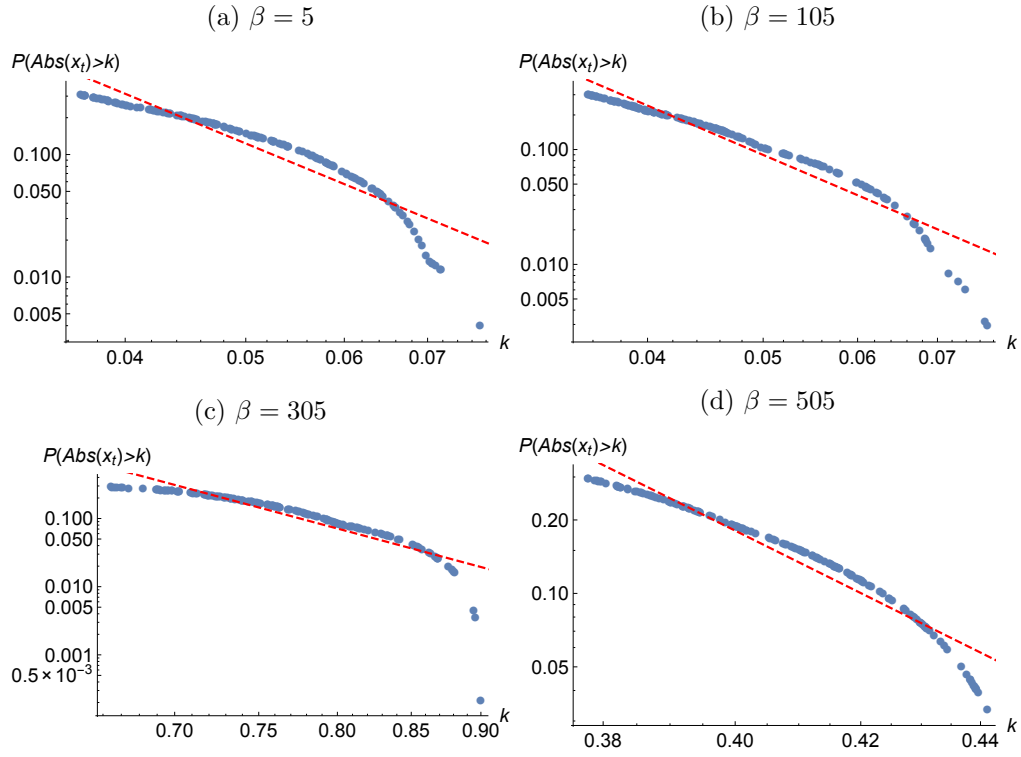 (a) β = 5
P(Abs(xₜ)>k)
0.100
0.050
0.010
0.005
0.04 0.05 0.06 0.07 k
(b) β = 105
P(Abs(xₜ)>k)
0.100
0.050
0.010
0.005
0.04 0.05 0.06 0.07 k
(c) β = 305
P(Abs(xₜ)>k)
0.100
0.050
0.010
0.005
0.001
0.5×10⁻³
0.70 0.75 0.80 0.85 0.90 k
(d) β = 505
P(Abs(xₜ)>k)
0.20
0.10
0.05
0.38 0.40 0.42 0.44 k